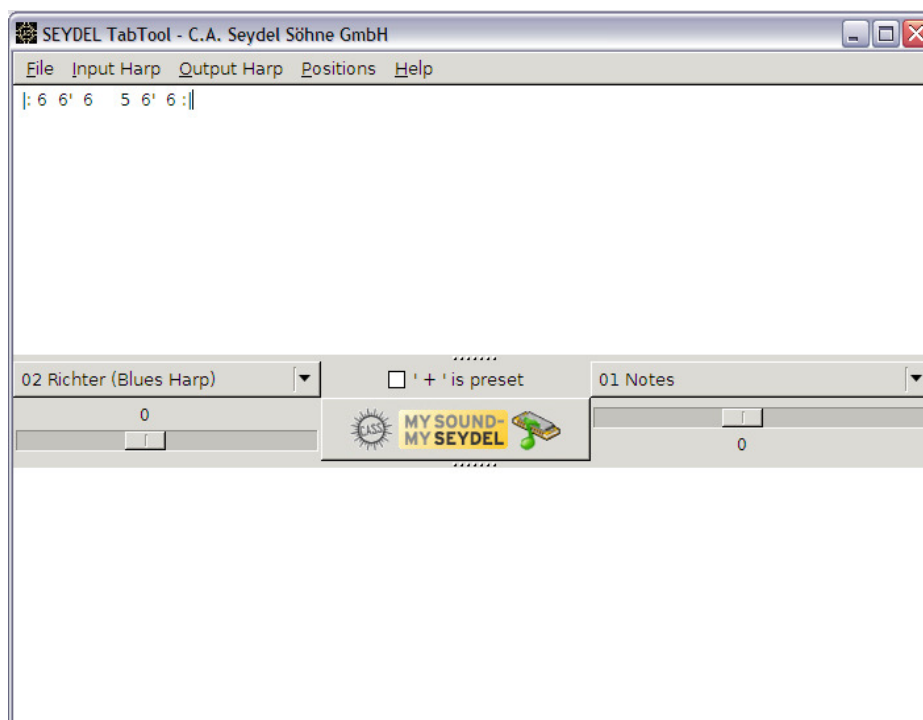 SEYDEL TabTool - C.A. Seydel Söhne GmbH
File Input Harp Output Harp Positions Help
|: 6 6' 6 5 6' 6 :|
02 Richter (Blues Harp)
' + ' is preset
01 Notes
0
CASS
MY SOUND-
MY SEYDEL
0